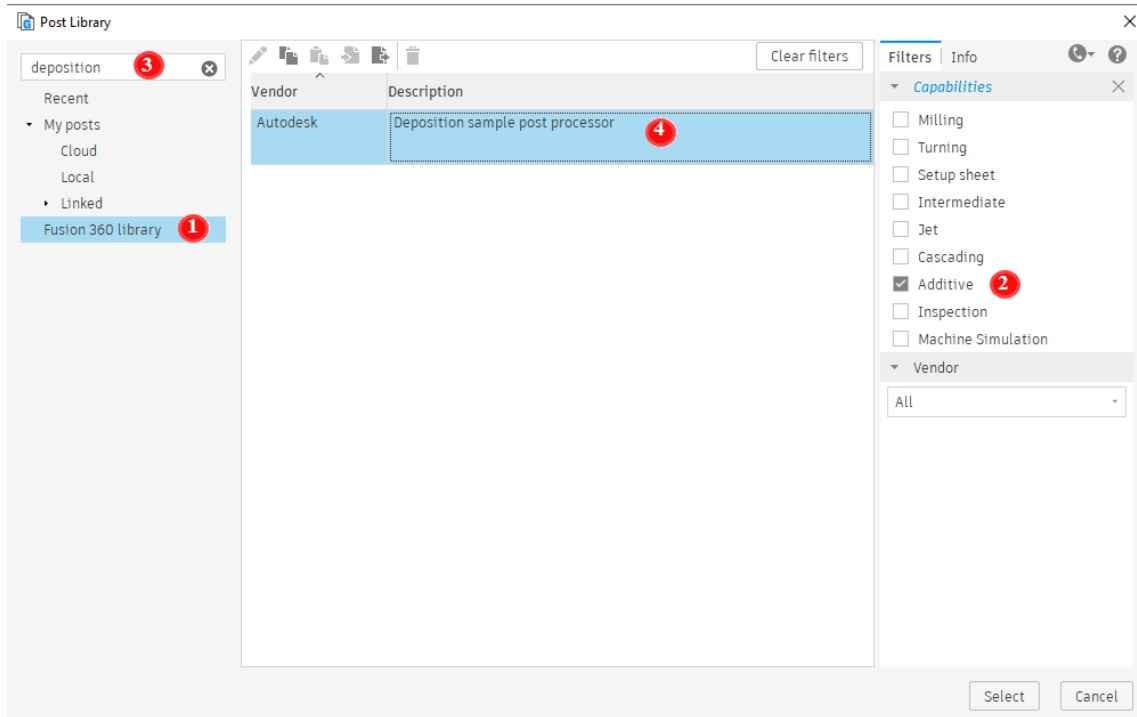 Post Library
deposition 3
Recent
My posts
Cloud
Local
Linked
Fusion 360 library 1
Clear filters
Vendor Description
Autodesk Deposition sample post processor 4
Filters Info
Capabilities
Milling
Turning
Setup sheet
Intermediate
Jet
Cascading
Additive 2
Inspection
Machine Simulation
Vendor
All
Select Cancel